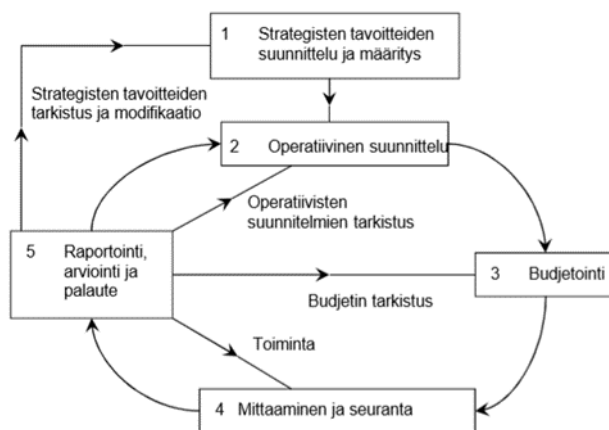 1 Strategisten tavoitteiden
suunnittelu ja määritys
Strategisten tavoitteiden
tarkistus ja modifikaatio
2 Operatiivinen suunnittelu
Operatiivisten
suunnitelmien tarkistus
5 Raportointi,
arviointi ja
palaute
3 Budjetointi
Budjetin tarkistus
Toiminta
4 Mittaaminen ja seuranta